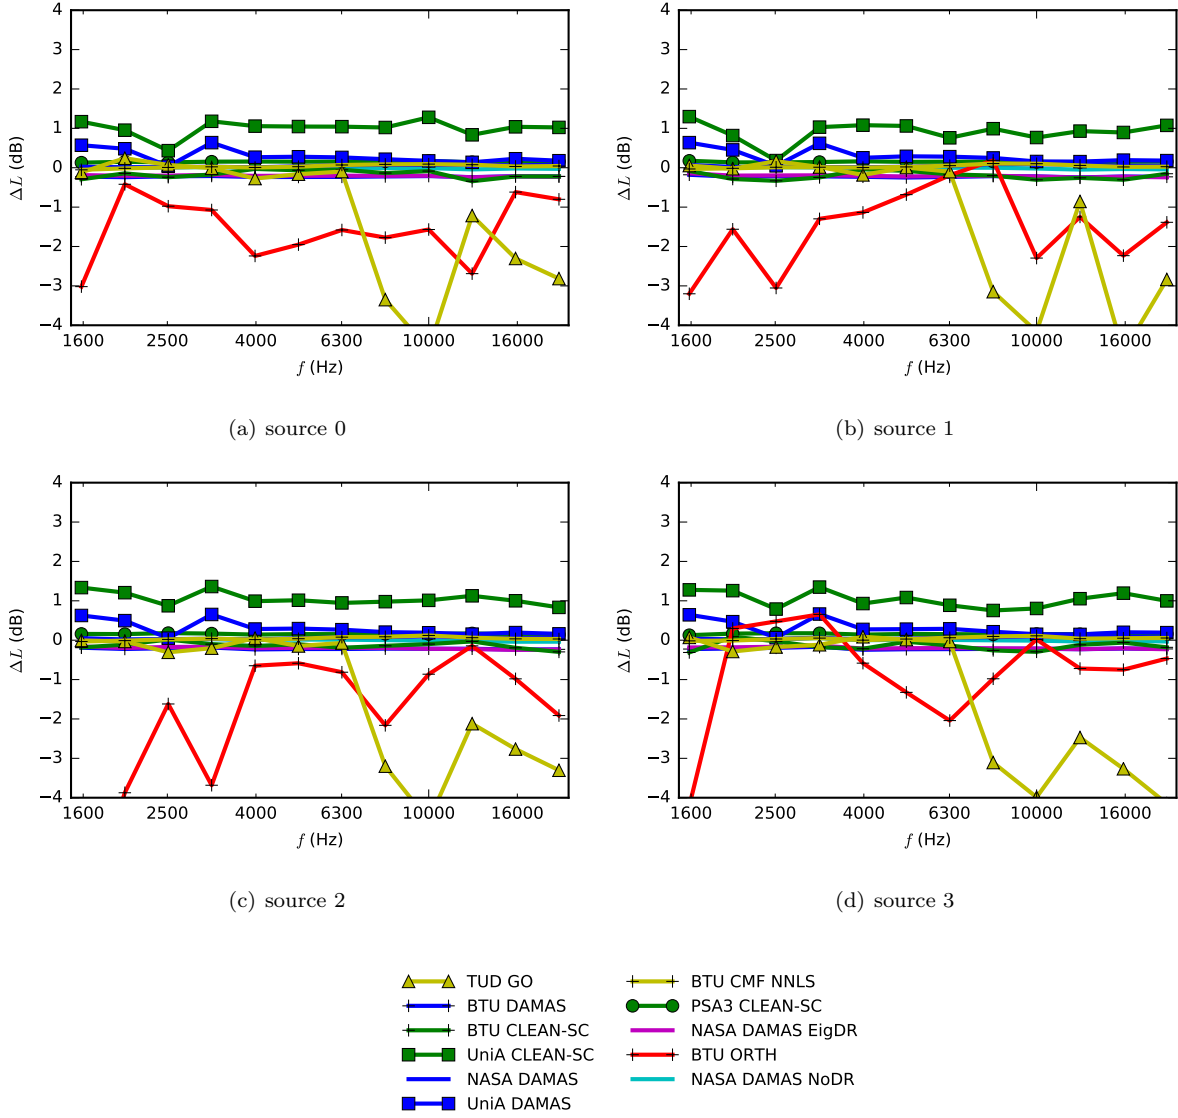 4
3
2
1
0
−1
−2
−3
−4
ΔL (dB)
1600 2500 4000 6300 10000 16000
f (Hz)
(a) source 0
4
3
2
1
0
−1
−2
−3
−4
ΔL (dB)
1600 2500 4000 6300 10000 16000
f (Hz)
(b) source 1
4
3
2
1
0
−1
−2
−3
−4
ΔL (dB)
1600 2500 4000 6300 10000 16000
f (Hz)
(c) source 2
4
3
2
1
0
−1
−2
−3
−4
ΔL (dB)
1600 2500 4000 6300 10000 16000
f (Hz)
(d) source 3
TUD GO
BTU DAMAS
BTU CLEAN-SC
UniA CLEAN-SC
NASA DAMAS
UniA DAMAS
BTU CMF NNLS
PSA3 CLEAN-SC
NASA DAMAS EigDR
BTU ORTH
NASA DAMAS NoDR